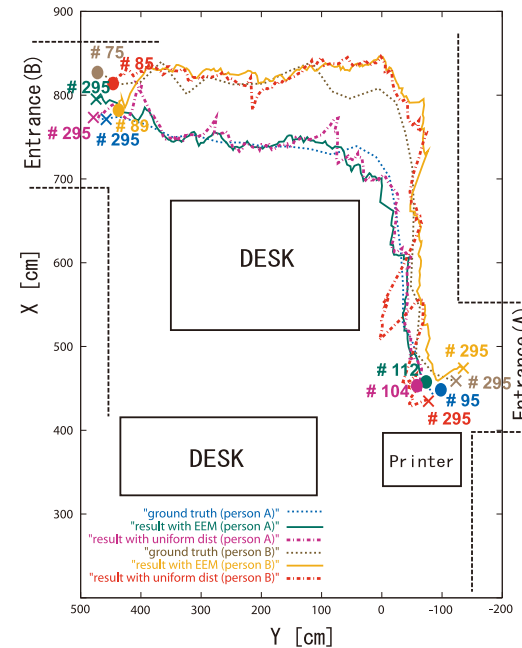 900
# 75
# 85
Entrance(B)
# 295
800
# 89
# 295
# 295
700
X [cm]
600
DESK
500
Entrance(A)
# 295
# 112
# 295
# 104
# 95
# 295
400
DESK
Printer
300
"ground truth (person A)"
"result with EEM (person A)"
"result with uniform dist (person A)"
"ground truth (person B)"
"result with EEM (person B)"
"result with uniform dist (person B)"
200
500 400 300 200 100 0 -100 -200
Y [cm]